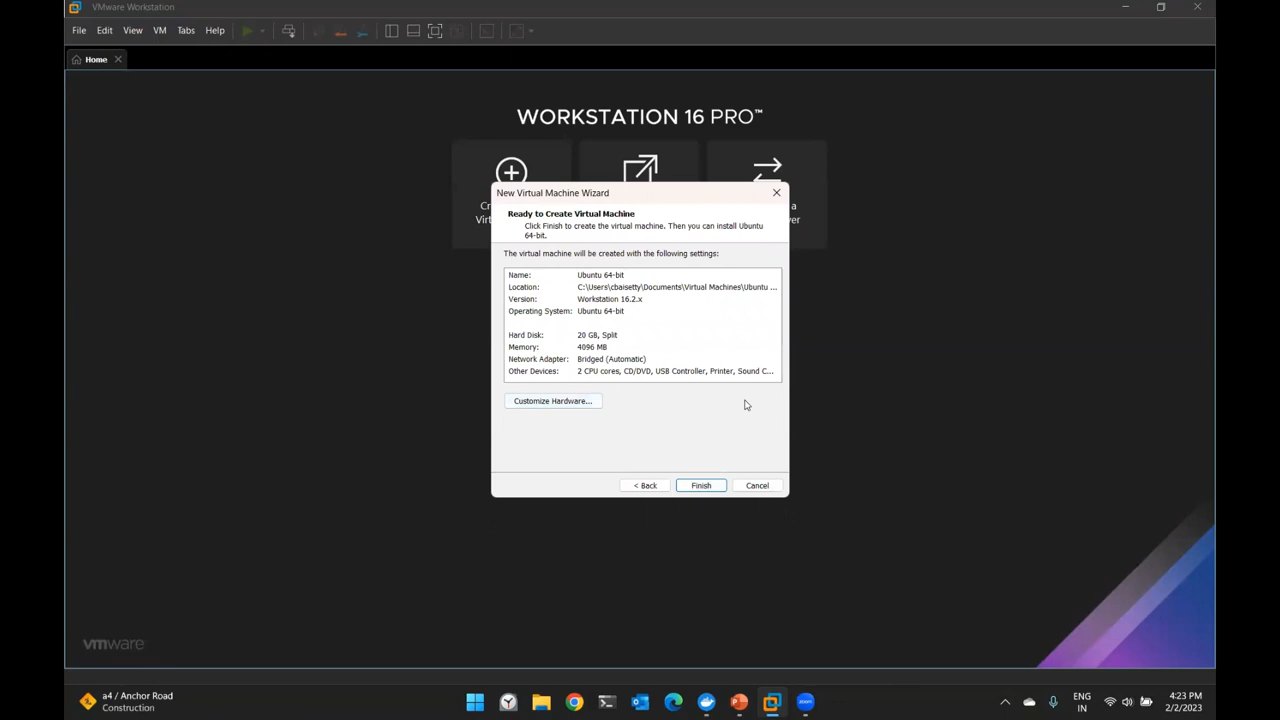 VMware Workstation
File Edit View VM Tabs Help
Home
WORKSTATION 16 PRO™
New Virtual Machine Wizard
Ready to Create Virtual Machine
Click Finish to create the virtual machine. Then you can install Ubuntu
64-bit.
The virtual machine will be created with the following settings:
Name: Ubuntu 64-bit
Location: C:\Users\cbaisetty\Documents\Virtual Machines\Ubuntu ...
Version: Workstation 16.2.x
Operating System: Ubuntu 64-bit
Hard Disk: 20 GB, Split
Memory: 4096 MB
Network Adapter: Bridged (Automatic)
Other Devices: 2 CPU cores, CD/DVD, USB Controller, Printer, Sound C...
Customize Hardware...
< Back Finish Cancel
vmware
a4 / Anchor Road
Construction
zoom
ENG
IN
4:23 PM
2/2/2023